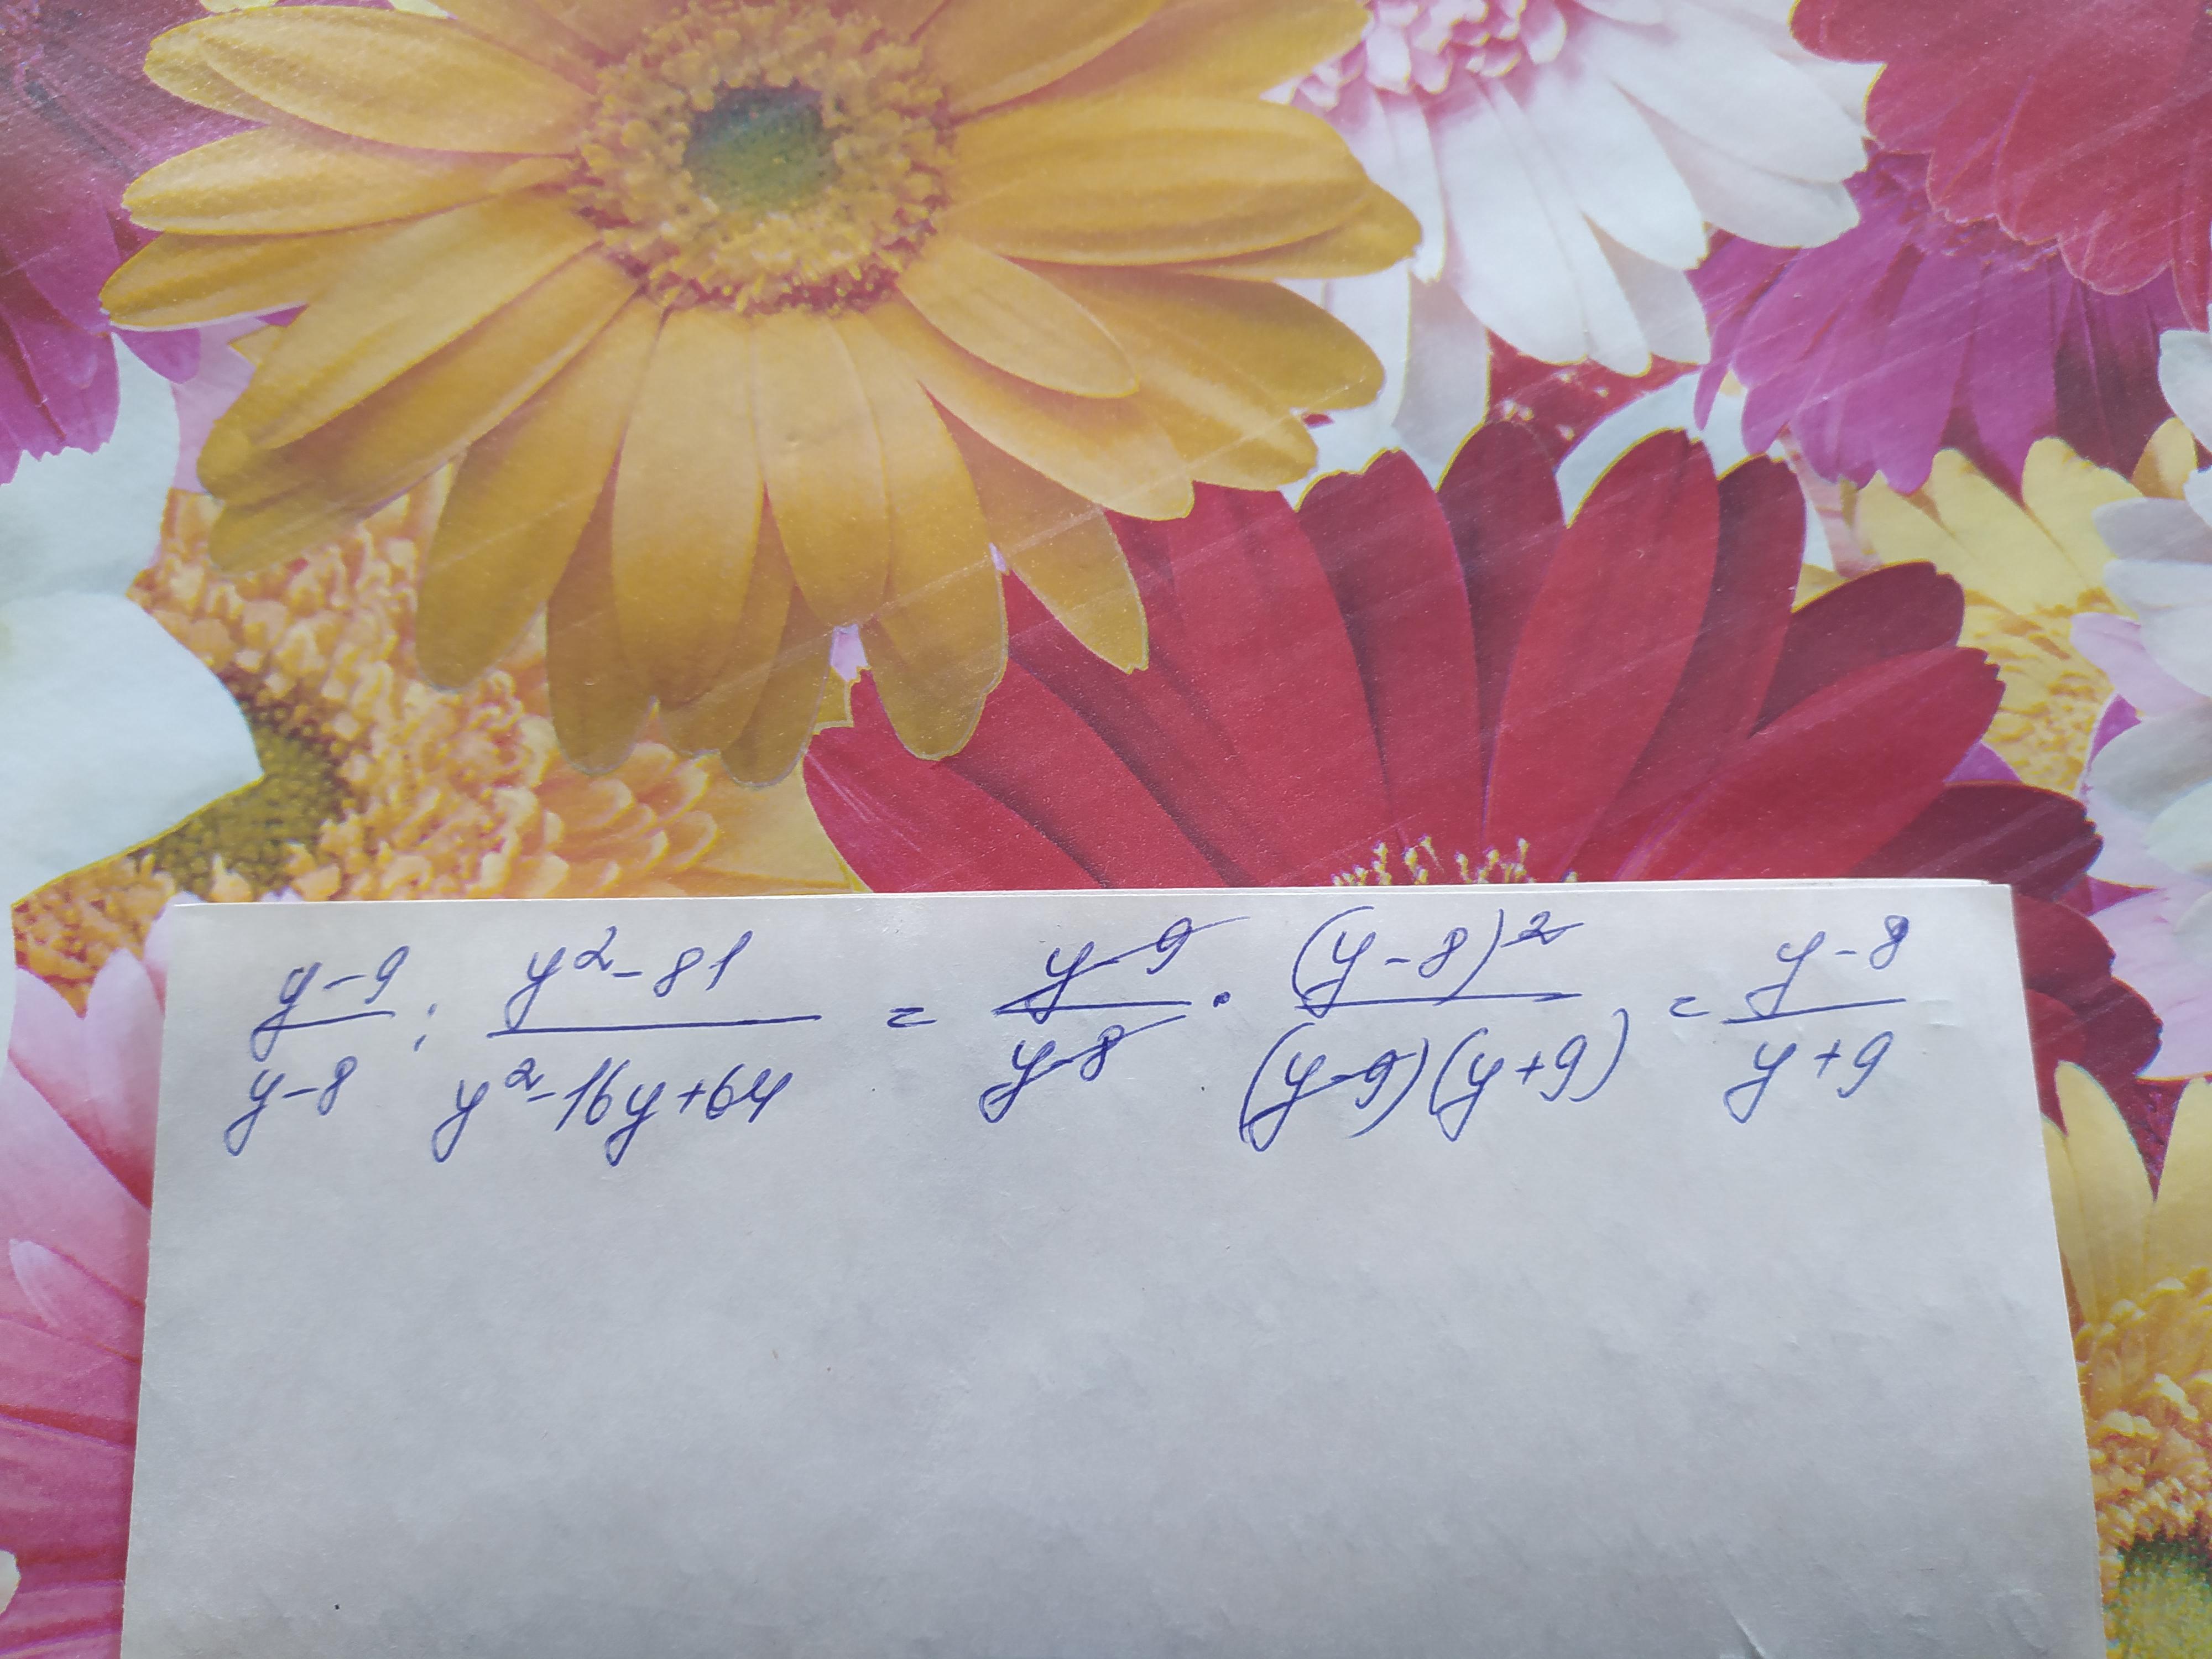 y-9/y-8 : y²-81/y²-16y+64 = y-9/y-8 · (y-8)²/(y-9)(y+9) = y-8/y+9